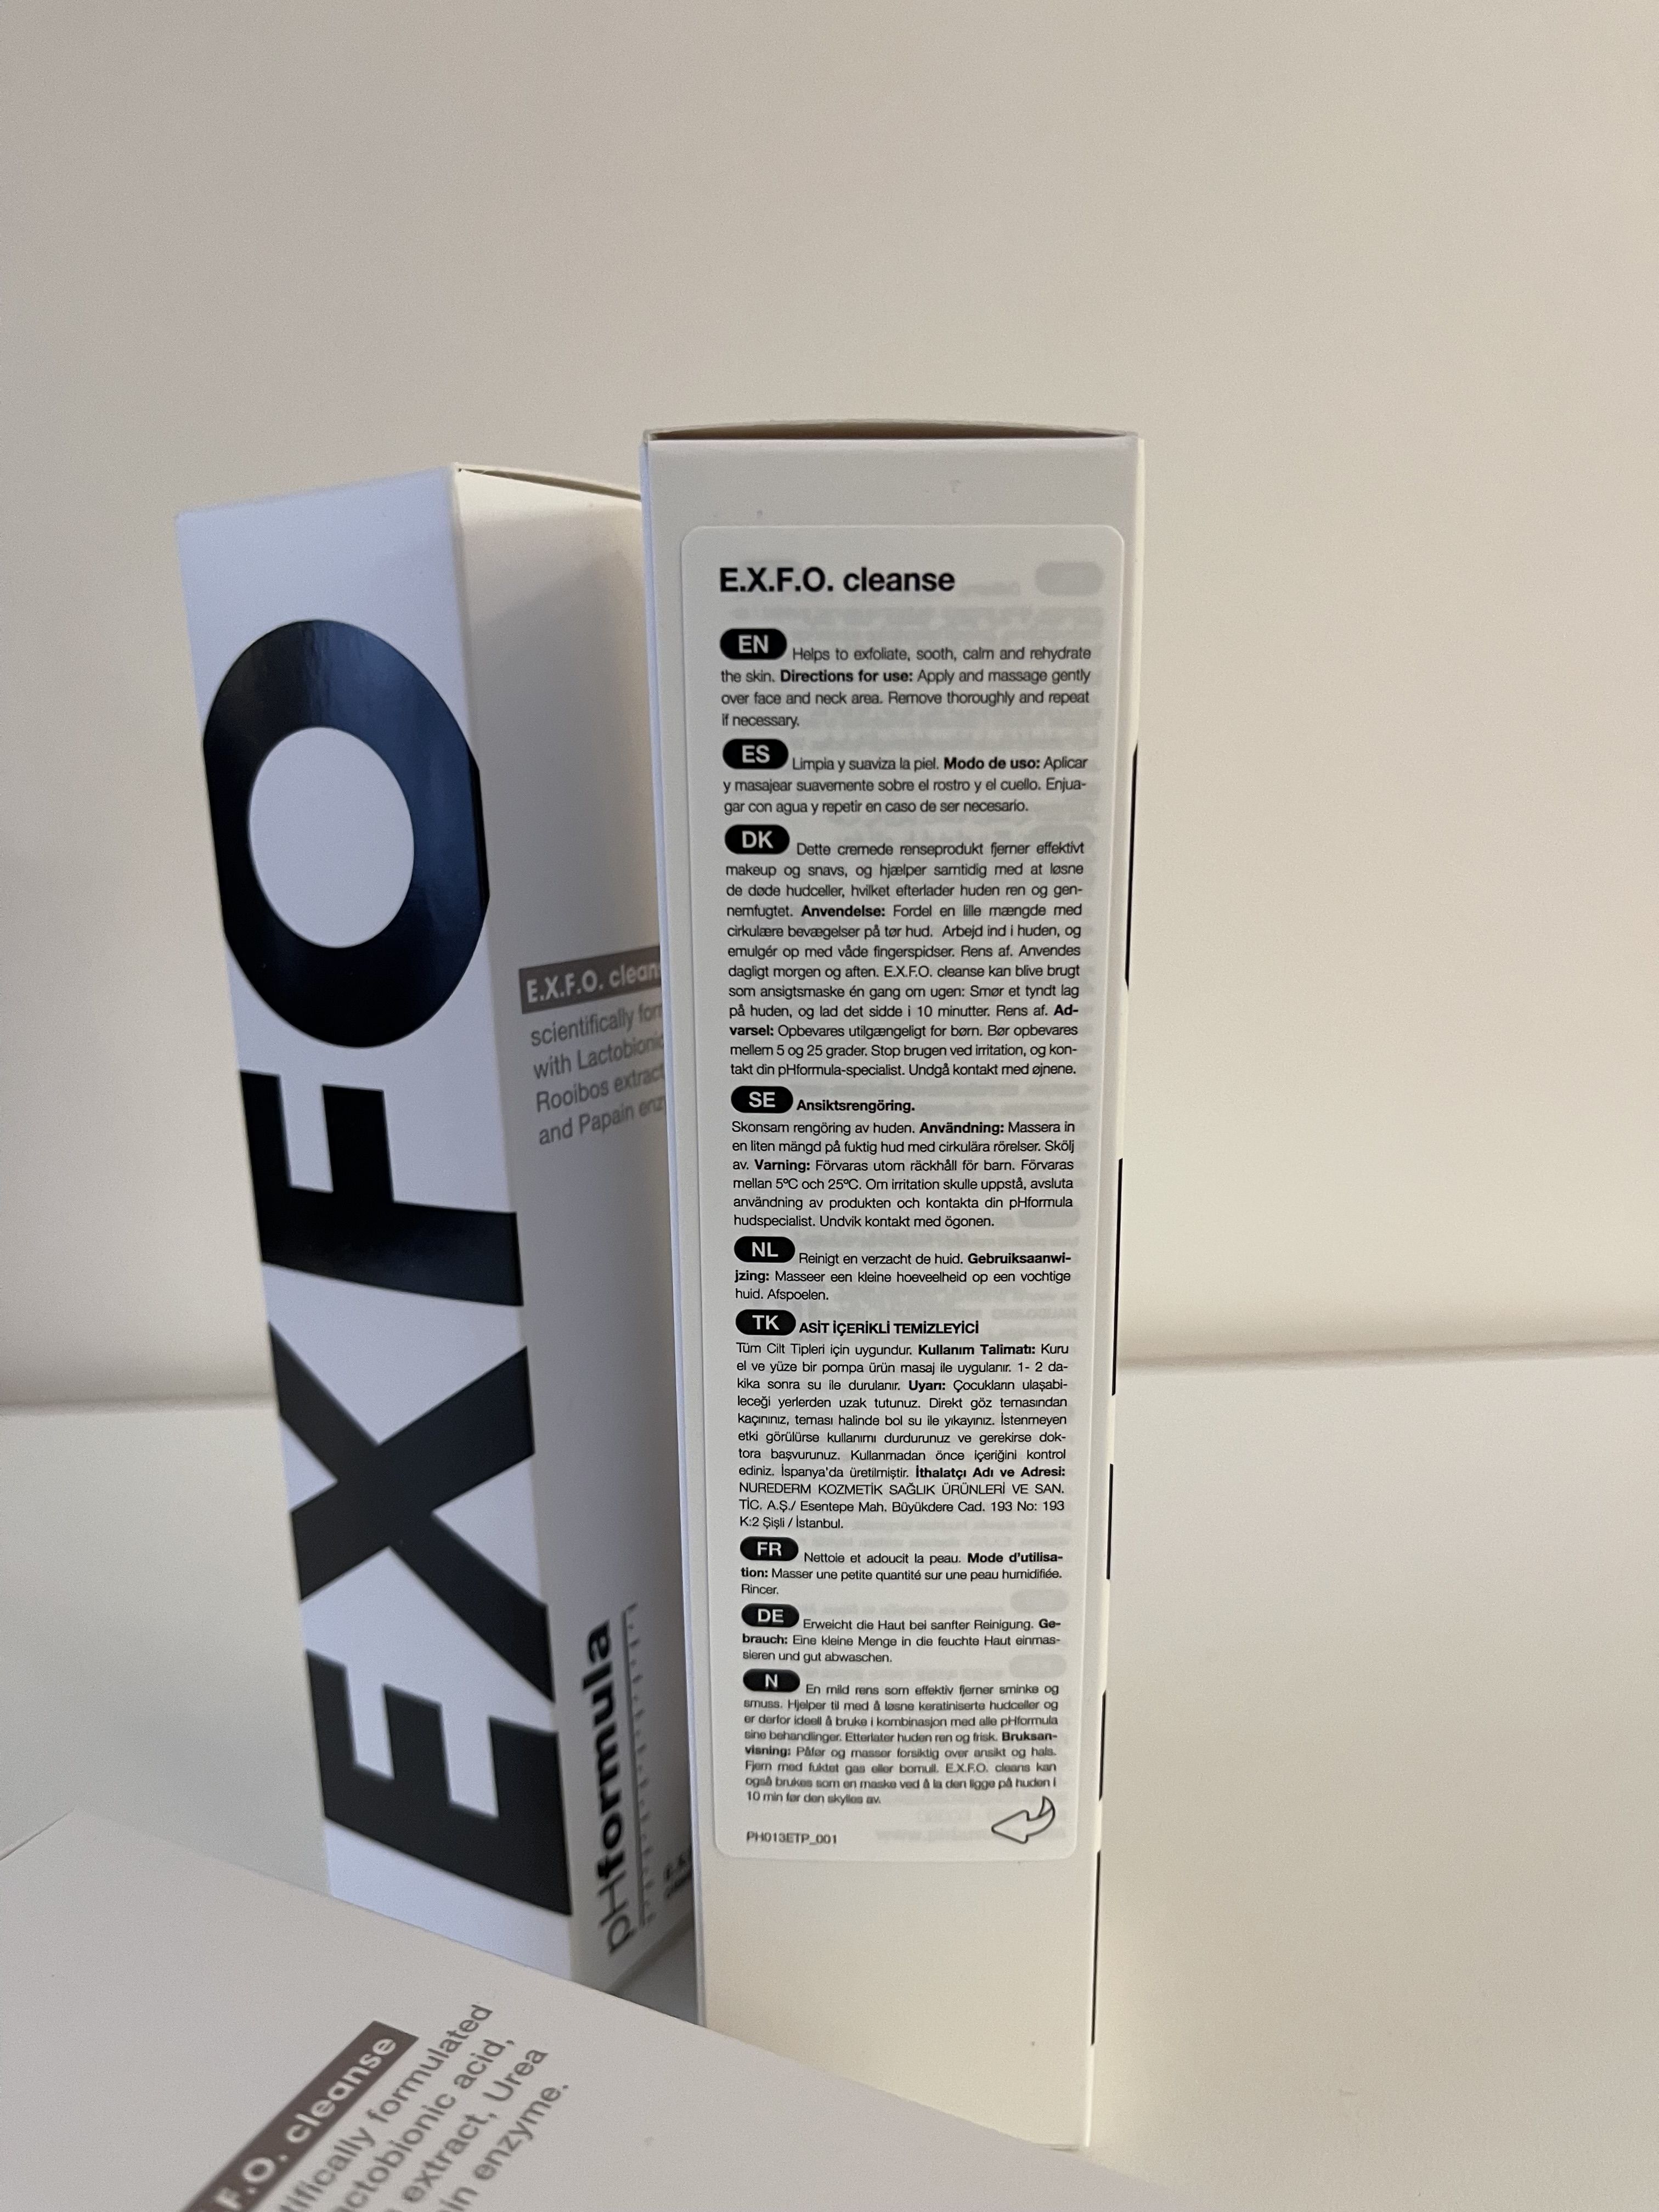 EXFO
E.X.F.O.
scientifically
with
Rooibos extract
and Papain
pHformula
E.X.F.O. cleanse
EN Helps to exfoliate, sooth, calm and rehydrate
the skin. Directions for use: Apply and massage gently
over face and neck area. Remove thoroughly and repeat
if necessary.
ES Limpia y suaviza la piel. Modo de uso: Aplicar
y masajear suavemente sobre el rostro y el cuello. Enjua-
gar con agua y repetir en caso de ser necesario.
DK Dette cremede renseprodukt fjerner effektivt
makeup og snavs, og hjælper samtidig med at løsne
de døde hudceller, hvilket efterlader huden ren og gen-
nemfugtet. Anvendelse: Fordel en lille mængde med
cirkulære bevægelser på tør hud. Arbejd ind i huden, og
emulgér op med våde fingerspidser. Rens af. Anvendes
dagligt morgen og aften. E.X.F.O. cleanse kan blive brugt
som ansigtsmaske én gang om ugen: Smør et tyndt lag
på huden, og lad det sidde i 10 minutter. Rens af. Ad-
varsel: Opbevares utilgængeligt for børn. Bør opbevares
mellem 5 og 25 grader. Stop brugen ved irritation, og kon-
takt din pHformula-specialist. Undgå kontakt med øjnene.
SE Ansiktsrengöring.
Skonsam rengöring av huden. Användning: Massera in
en liten mängd på fuktig hud med cirkulära rörelser. Skölj
av. Varning: Förvaras utom räckhåll för barn. Förvaras
mellan 5ºC och 25ºC. Om irritation skulle uppstå, avsluta
användning av produkten och kontakta din pHformula
hudspecialist. Undvik kontakt med ögonen.
NL Reinigt en verzacht de huid. Gebruiksaanwi-
jzing: Masseer een kleine hoeveelheid op een vochtige
huid. Afspoelen.
TK ASİT İÇERİKLİ TEMİZLEYİCİ
Tüm Cilt Tipleri için uygundur. Kullanım Talimatı: Kuru
el ve yüze bir pompa ürün masaj ile uygulanır. 1- 2 da-
kika sonra su ile durulanır. Uyarı: Çocukların ulaşabi-
leceği yerlerden uzak tutunuz. Direkt göz temasından
kaçınınız, teması halinde bol su ile yıkayınız. İstenmeyen
etki görülürse kullanımı durdurunuz ve gerekirse dok-
tora başvurunuz. Kullanmadan önce içeriğini kontrol
ediniz. İspanya'da üretilmiştir. İthalatçı Adı ve Adresi:
NUREDERM KOZMETİK SAĞLIK ÜRÜNLERİ VE SAN.
TİC. A.Ş./ Esentepe Mah. Büyükdere Cad. 193 No: 193
K:2 Şişli / İstanbul.
FR Nettoie et adoucit la peau. Mode d'utilisa-
tion: Masser une petite quantité sur une peau humidifiée.
Rincer.
DE Erweicht die Haut bei sanfter Reinigung. Ge-
brauch: Eine kleine Menge in die feuchte Haut einmas-
sieren und gut abwaschen.
N En mild rens som effektiv fjerner sminke og
smuss. Hjelper til med å løsne keratiniserte hudceller og
er derfor ideell å bruke i kombinasjon med alle pHformula
sine behandlinger. Etterlater huden ren og frisk. Bruksan-
visning: Påfør og masser forsiktig over ansikt og hals.
Fjern med fuktet gas eller bomull. E.X.F.O. cleans kan
også brukes som en maske ved å la den ligge på huden i
10 min før den skylles av.
PH013ETP_001
F.O. cleanse
formulated
acid,
extract, Urea
enzyme.